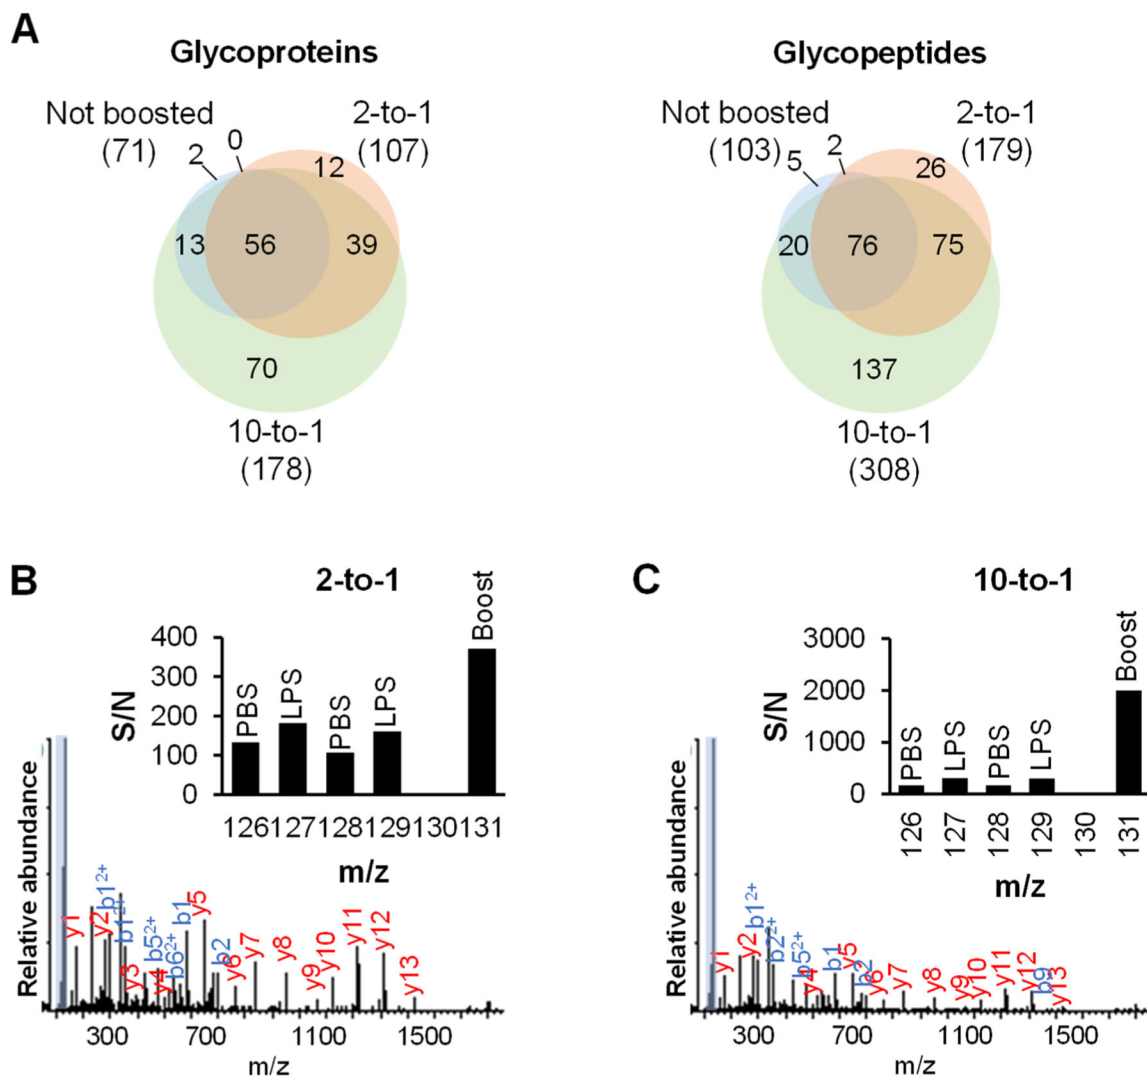 A
Glycoproteins
Not boosted
(71)
2-to-1
(107)
2
0
12
13
56
39
70
10-to-1
(178)
Glycopeptides
Not boosted
(103)
2-to-1
(179)
5
2
26
20
76
75
137
10-to-1
(308)
B
2-to-1
S/N
400
300
200
100
0
PBS
LPS
PBS
LPS
Boost
126 127 128 129 130 131
m/z
Relative abundance
y1
y2
b1²⁺
y3
b5²⁺
y4
b6²⁺
b1
y5
b2
y6
y7
y8
y9
y10
y11
y12
y13
300 700 1100 1500
m/z
C
10-to-1
S/N
3000
2000
1000
0
PBS
LPS
PBS
LPS
Boost
126 127 128 129 130 131
m/z
Relative abundance
y1
y2
b1²⁺
b2²⁺
b5²⁺
y4
b1
y5
b2
y6
y7
y8
y9
y10
y11
y12
b9
y13
300 700 1100 1500
m/z